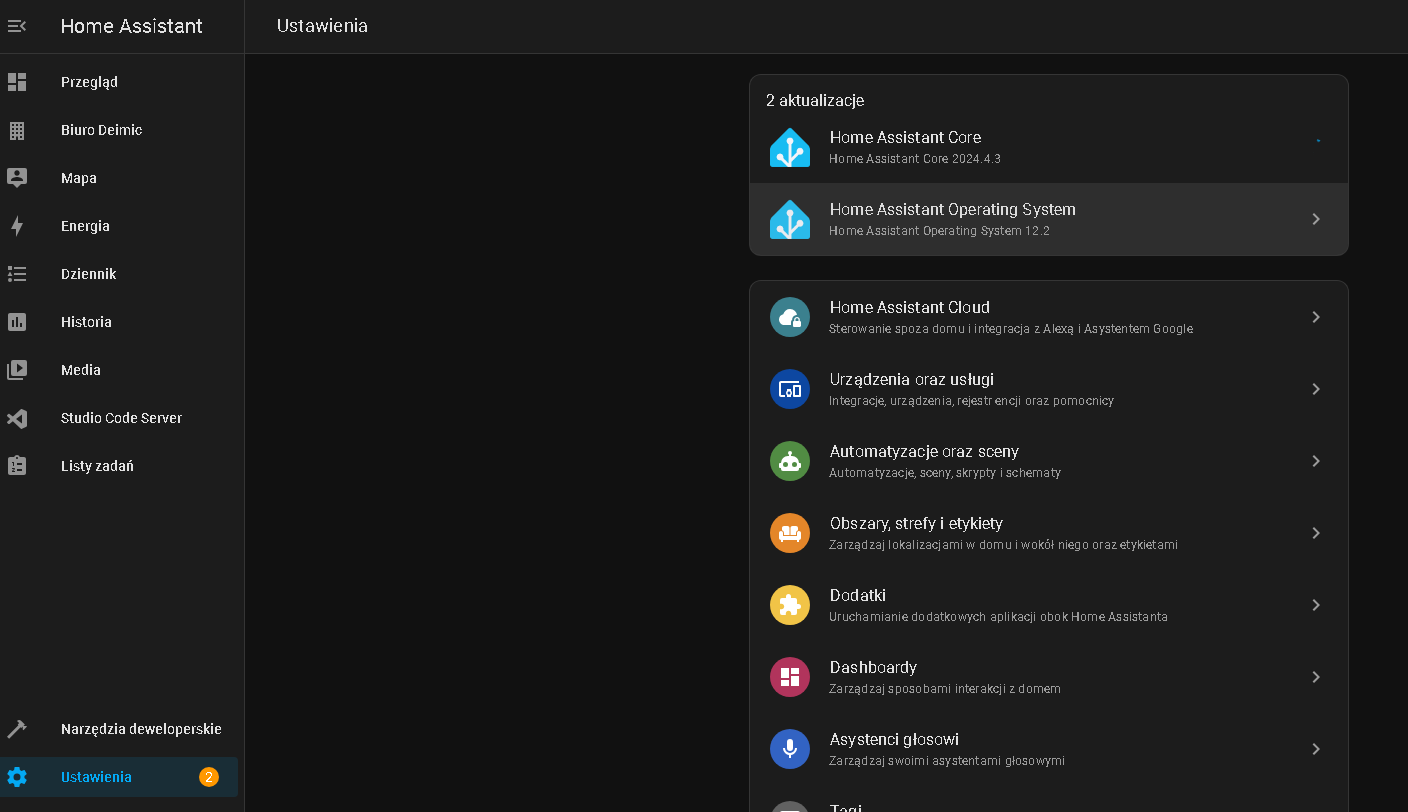 Home Assistant
Ustawienia
Przegląd
Biuro Deimic
Mapa
Energia
Dziennik
Historia
Media
Studio Code Server
Listy zadań
Narzędzia deweloperskie
Ustawienia
2
2 aktualizacje
Home Assistant Core
Home Assistant Core 2024.4.3
Home Assistant Operating System
Home Assistant Operating System 12.2
Home Assistant Cloud
Sterowanie spoza domu i integracja z Alexą i Asystentem Google
Urządzenia oraz usługi
Integracje, urządzenia, rejestr encji oraz pomocnicy
Automatyzacje oraz sceny
Automatyzacje, sceny, skrypty i schematy
Obszary, strefy i etykiety
Zarządzaj lokalizacjami w domu i wokół niego oraz etykietami
Dodatki
Uruchamianie dodatkowych aplikacji obok Home Assistanta
Dashboardy
Zarządzaj sposobami interakcji z domem
Asystenci głosowi
Zarządzaj swoimi asystentami głosowymi
Tagi